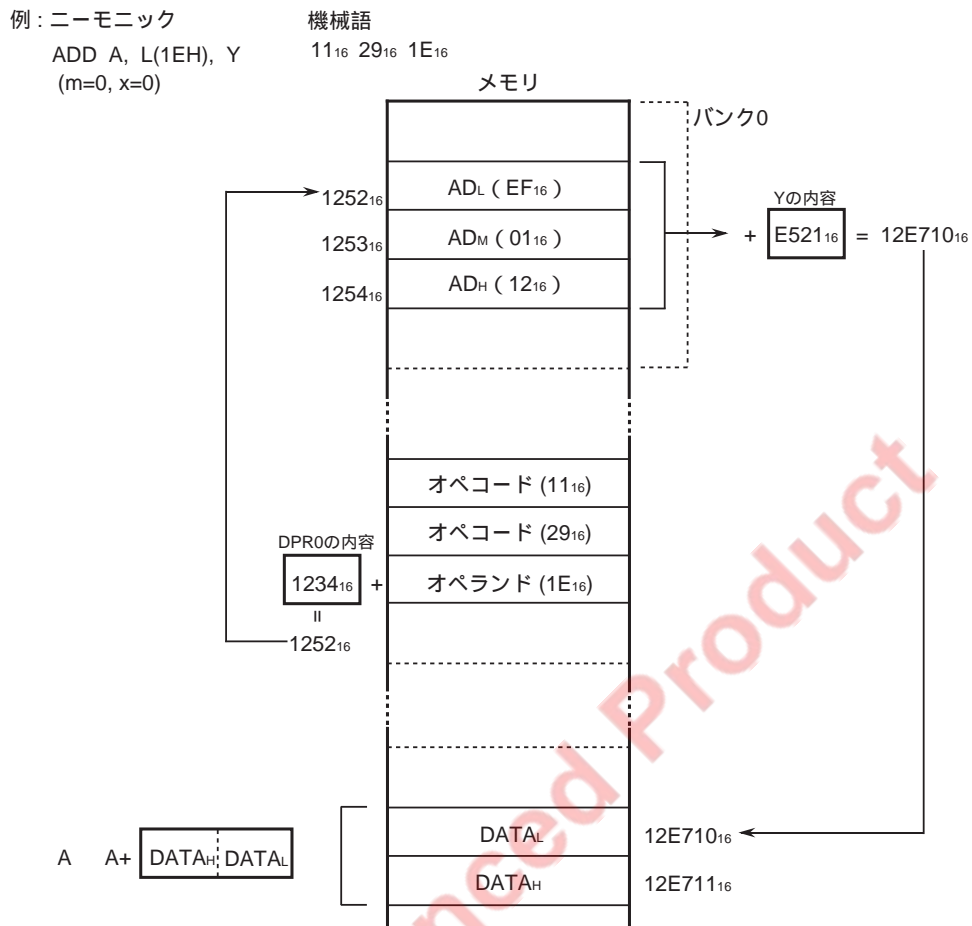 例 : ニーモニック 機械語
ADD A, L(1EH), Y 11₁₆ 29₁₆ 1E₁₆
(m=0, x=0)
メモリ
バンク0
1252₁₆ ADL ( EF₁₆ )
Yの内容
1253₁₆ ADM ( 01₁₆ ) + E521₁₆ = 12E710₁₆
1254₁₆ ADH ( 12₁₆ )
オペコード (11₁₆)
オペコード (29₁₆)
DPR0の内容
1234₁₆ + オペランド (1E₁₆)
=
1252₁₆
DATAL 12E710₁₆
A A+ DATAH DATAL
DATAH 12E711₁₆
nced Product